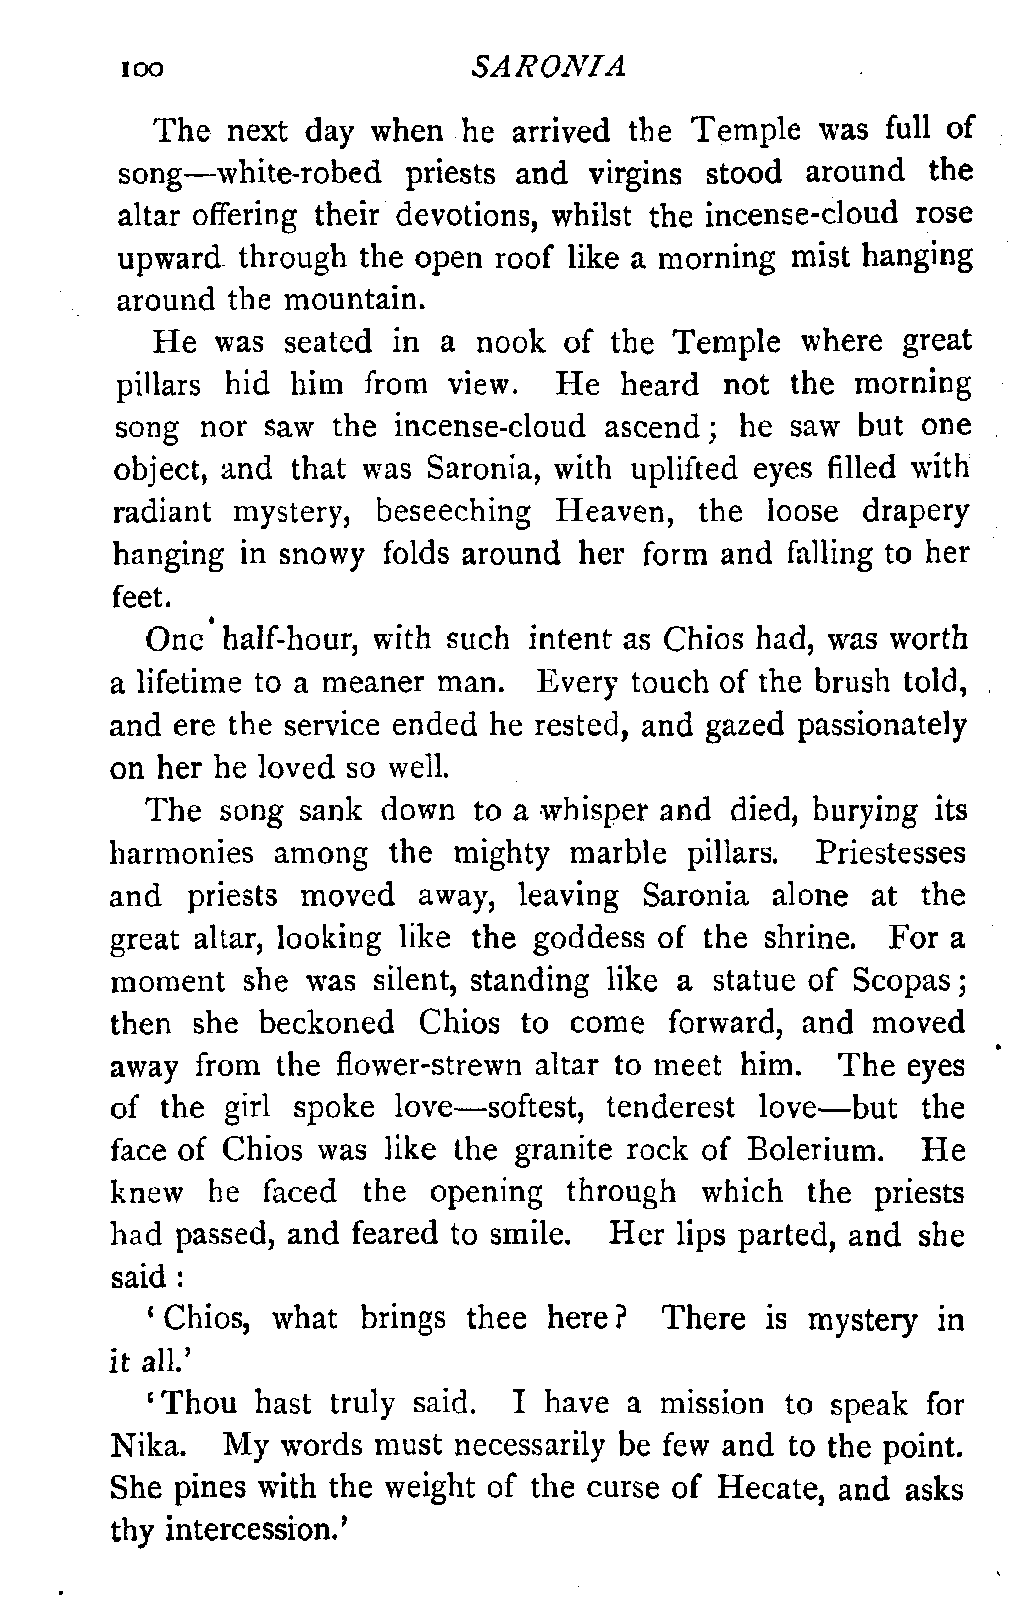 100 SARONIA
The next day when he arrived the Temple was full of
song—white-robed priests and virgins stood around the
altar offering their devotions, whilst the incense-cloud rose
upward through the open roof like a morning mist hanging
around the mountain.
He was seated in a nook of the Temple where great
pillars hid him from view. He heard not the morning
song nor saw the incense-cloud ascend; he saw but one
object, and that was Saronia, with uplifted eyes filled with
radiant mystery, beseeching Heaven, the loose drapery
hanging in snowy folds around her form and falling to her
feet.
One half-hour, with such intent as Chios had, was worth
a lifetime to a meaner man. Every touch of the brush told,
and ere the service ended he rested, and gazed passionately
on her he loved so well.
The song sank down to a whisper and died, burying its
harmonies among the mighty marble pillars. Priestesses
and priests moved away, leaving Saronia alone at the
great altar, looking like the goddess of the shrine. For a
moment she was silent, standing like a statue of Scopas;
then she beckoned Chios to come forward, and moved
away from the flower-strewn altar to meet him. The eyes
of the girl spoke love—softest, tenderest love—but the
face of Chios was like the granite rock of Bolerium. He
knew he faced the opening through which the priests
had passed, and feared to smile. Her lips parted, and she
said :
‘Chios, what brings thee here? There is mystery in
it all.’
‘Thou hast truly said. I have a mission to speak for
Nika. My words must necessarily be few and to the point.
She pines with the weight of the curse of Hecate, and asks
thy intercession.’